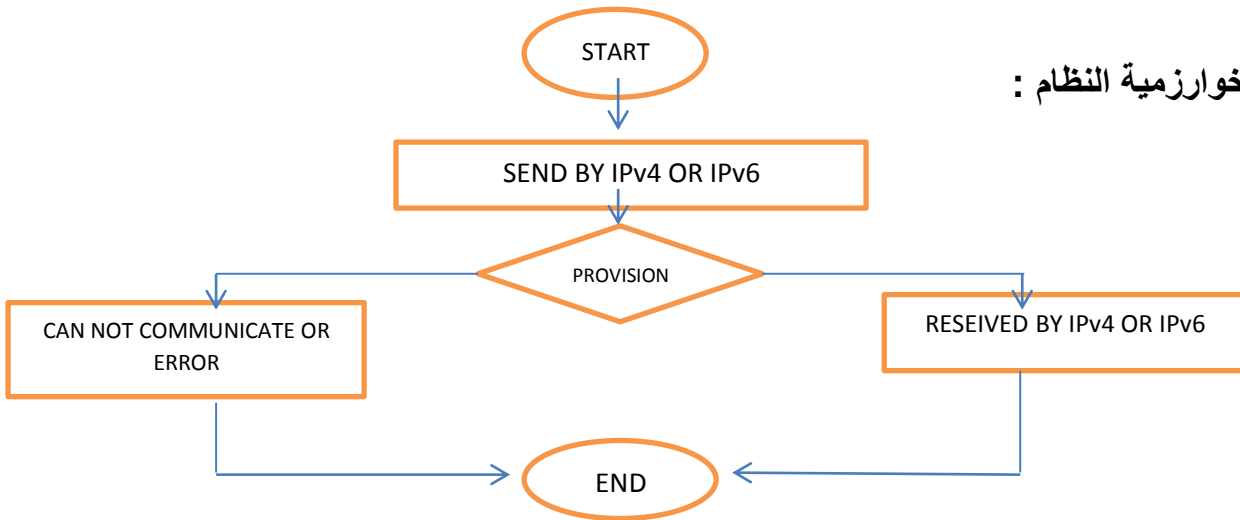 START
خوارزمية النظام :
SEND BY IPv4 OR IPv6
PROVISION
CAN NOT COMMUNICATE OR
ERROR
RESEIVED BY IPv4 OR IPv6
END